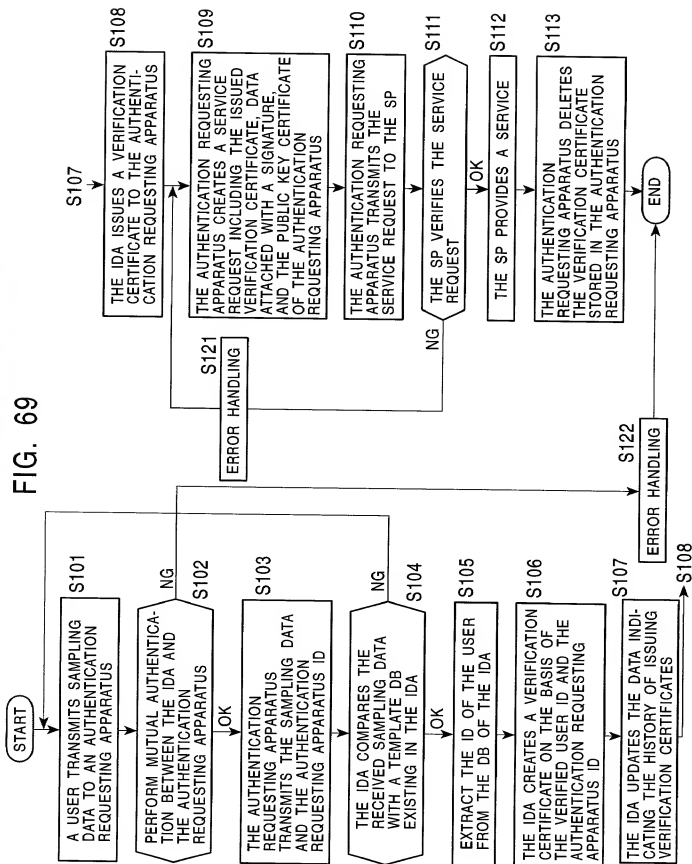 FIG. 69
START
S101
A USER TRANSMITS SAMPLING
DATA TO AN AUTHENTICATION
REQUESTING APPARATUS
S102
PERFORM MUTUAL AUTHENTICA-
TION BETWEEN THE IDA AND
THE AUTHENTICATION
REQUESTING APPARATUS
NG
OK
S103
THE AUTHENTICATION
REQUESTING APPARATUS
TRANSMITS THE SAMPLING DATA
AND THE AUTHENTICATION
REQUESTING APPARATUS ID
S104
THE IDA COMPARES THE
RECEIVED SAMPLING DATA
WITH A TEMPLATE DB
EXISTING IN THE IDA
NG
OK
S105
EXTRACT THE ID OF THE USER
FROM THE DB OF THE IDA
S106
THE IDA CREATES A VERIFICATION
CERTIFICATE ON THE BASIS OF
THE VERIFIED USER ID AND THE
AUTHENTICATION REQUESTING
APPARATUS ID
S107
THE IDA UPDATES THE DATA INDI-
CATING THE HISTORY OF ISSUING
VERIFICATION CERTIFICATES
S108
S107
S108
THE IDA ISSUES A VERIFICATION
CERTIFICATE TO THE AUTHENTI-
CATION REQUESTING APPARATUS
S109
THE AUTHENTICATION REQUESTING
APPARATUS CREATES A SERVICE
REQUEST INCLUDING THE ISSUED
VERIFICATION CERTIFICATE, DATA
ATTACHED WITH A SIGNATURE,
AND THE PUBLIC KEY CERTIFICATE
OF THE AUTHENTICATION
REQUESTING APPARATUS
S110
THE AUTHENTICATION REQUESTING
APPARATUS TRANSMITS THE
SERVICE REQUEST TO THE SP
S111
THE SP VERIFIES THE SERVICE
REQUEST
NG
OK
S121
ERROR HANDLING
S112
THE SP PROVIDES A SERVICE
S113
THE AUTHENTICATION
REQUESTING APPARATUS DELETES
THE VERIFICATION CERTIFICATE
STORED IN THE AUTHENTICATION
REQUESTING APPARATUS
S122
ERROR HANDLING
END